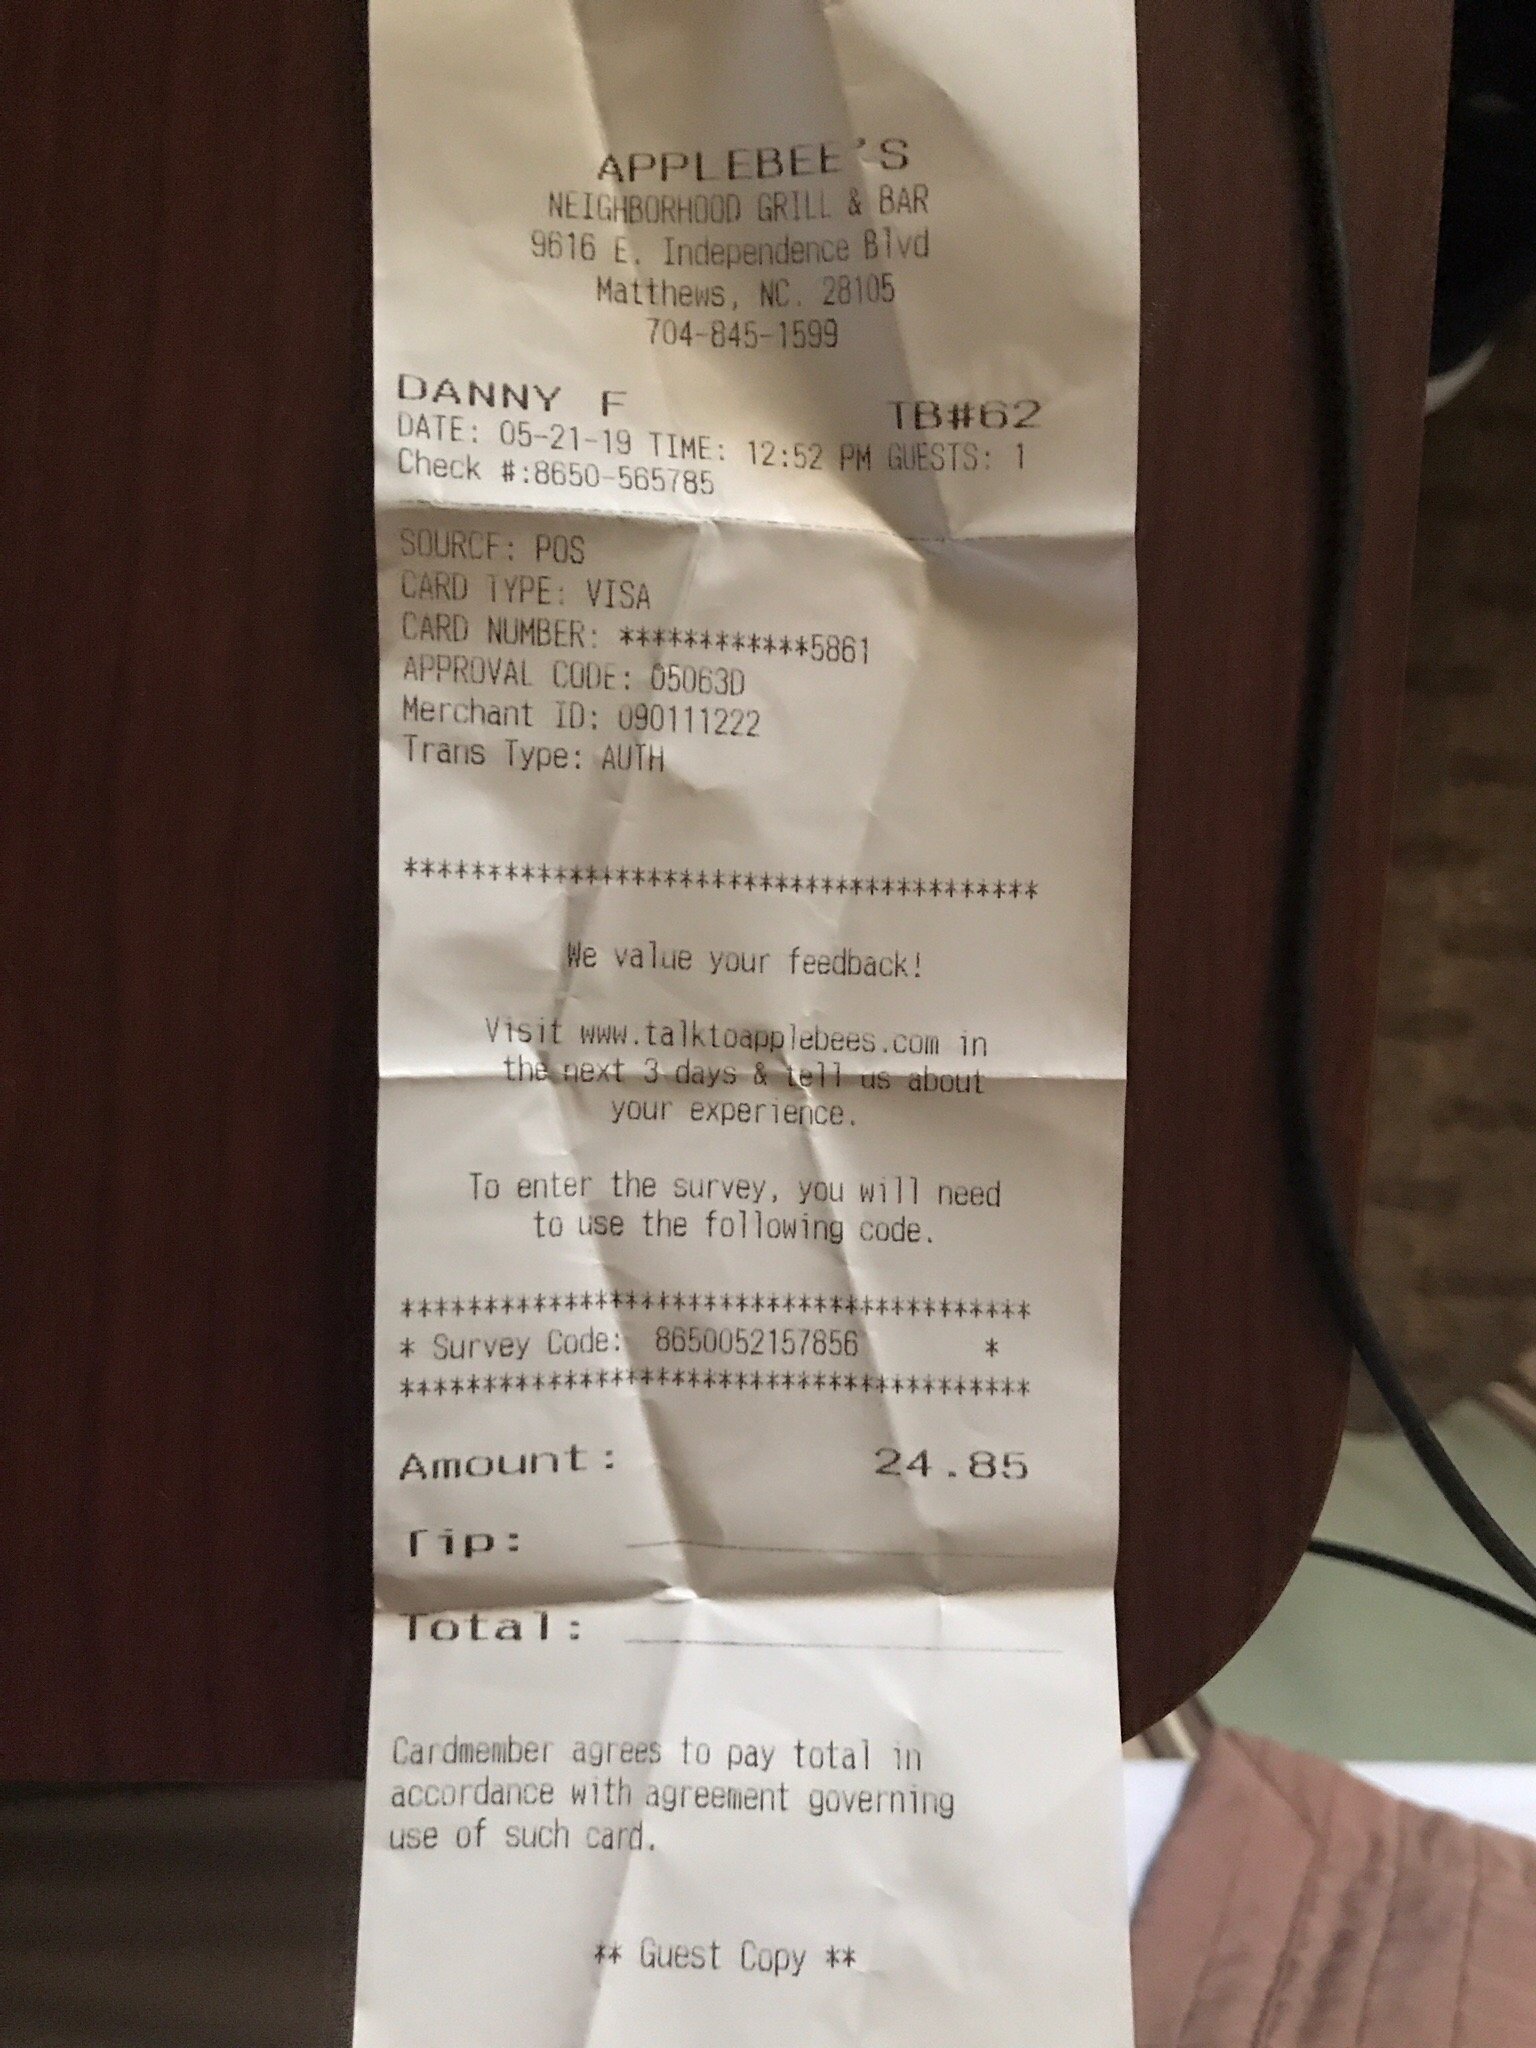 APPLEBEE'S
NEIGHBORHOOD GRILL & BAR
9616 E. Independence Blvd
Matthews, NC. 28105
704-845-1599
DANNY F TB#62
DATE: 05-21-19 TIME: 12:52 PM GUESTS: 1
Check #:8650-565785
SOURCE: POS
CARD TYPE: VISA
CARD NUMBER: ************5861
APPROVAL CODE: 05063D
Merchant ID: 090111222
Trans Type: AUTH
****************************************
We value your feedback!
Visit www.talktoapplebees.com in
the next 3 days & tell us about
your experience.
To enter the survey, you will need
to use the following code.
****************************************
* Survey Code: 8650052157856 *
****************************************
Amount: 24.85
Tip:
Total:
Cardmember agrees to pay total in
accordance with agreement governing
use of such card.
** Guest Copy **